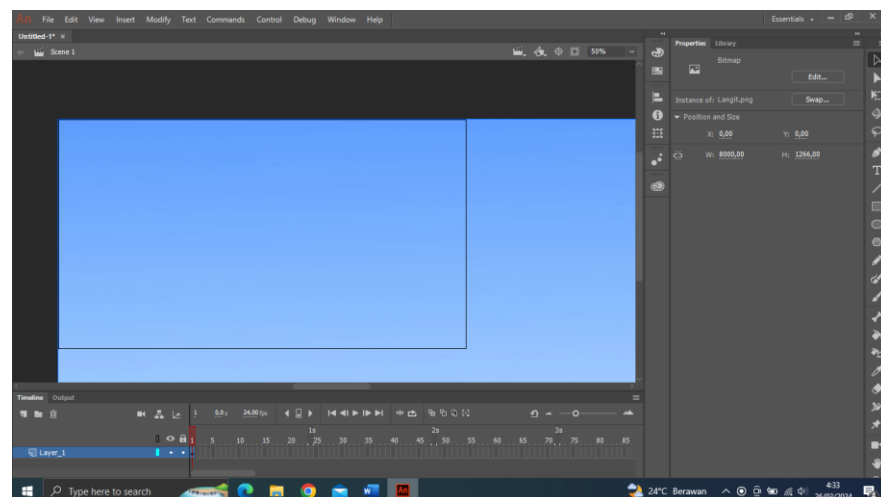 An File Edit View Insert Modify Text Commands Control Debug Window Help Essentials
Untitled-1* ×
Scene 1 50%
Properties Library
Bitmap
Edit...
Instance of: Langit.png Swap...
Position and Size
X: 0,00 Y: 0,00
W: 8000,00 H: 1266,00
Timeline Output
1 0,0 s 24,00 fps
1s 2s 3s
1 5 10 15 20 25 30 35 40 45 50 55 60 65 70 75 80 85
Layer_1
Type here to search An 24°C Berawan 4:33
26/02/2024